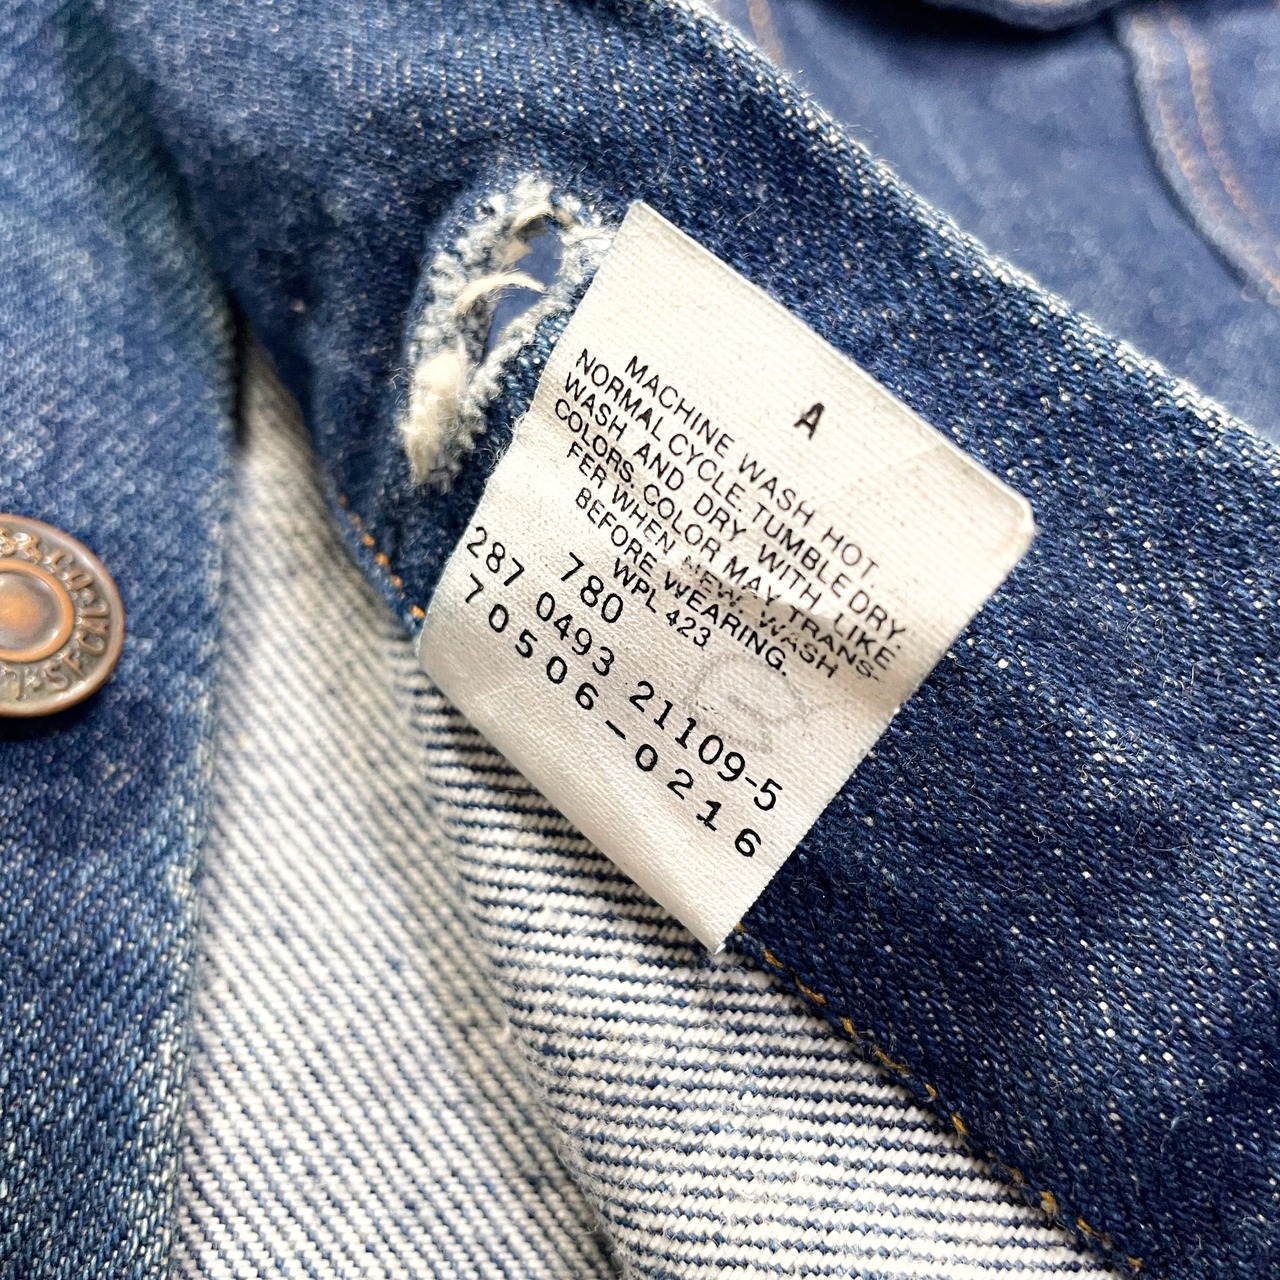 A
MACHINE WASH HOT.
NORMAL CYCLE. TUMBLE DRY.
WASH AND DRY WITH LIKE
COLORS. COLOR MAY TRANS-
FER WHEN NEW. WASH
BEFORE WEARING.
WPL 423
780
287 0493 21109-5
70506-0216
S.F.CAL.